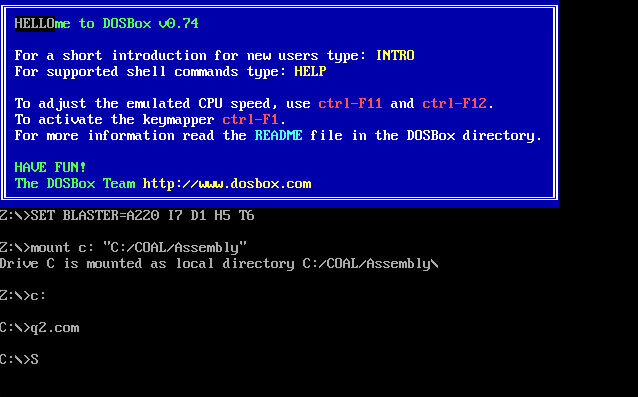 HELLOme to DOSBox v0.74
For a short introduction for new users type: INTRO
For supported shell commands type: HELP
To adjust the emulated CPU speed, use ctrl-F11 and ctrl-F12.
To activate the keymapper ctrl-F1.
For more information read the README file in the DOSBox directory.
HAVE FUN!
The DOSBox Team http://www.dosbox.com
Z:\>SET BLASTER=A220 I7 D1 H5 T6
Z:\>mount c: "C:/COAL/Assembly"
Drive C is mounted as local directory C:/COAL/Assembly\
Z:\>c:
C:\>q2.com
C:\>S